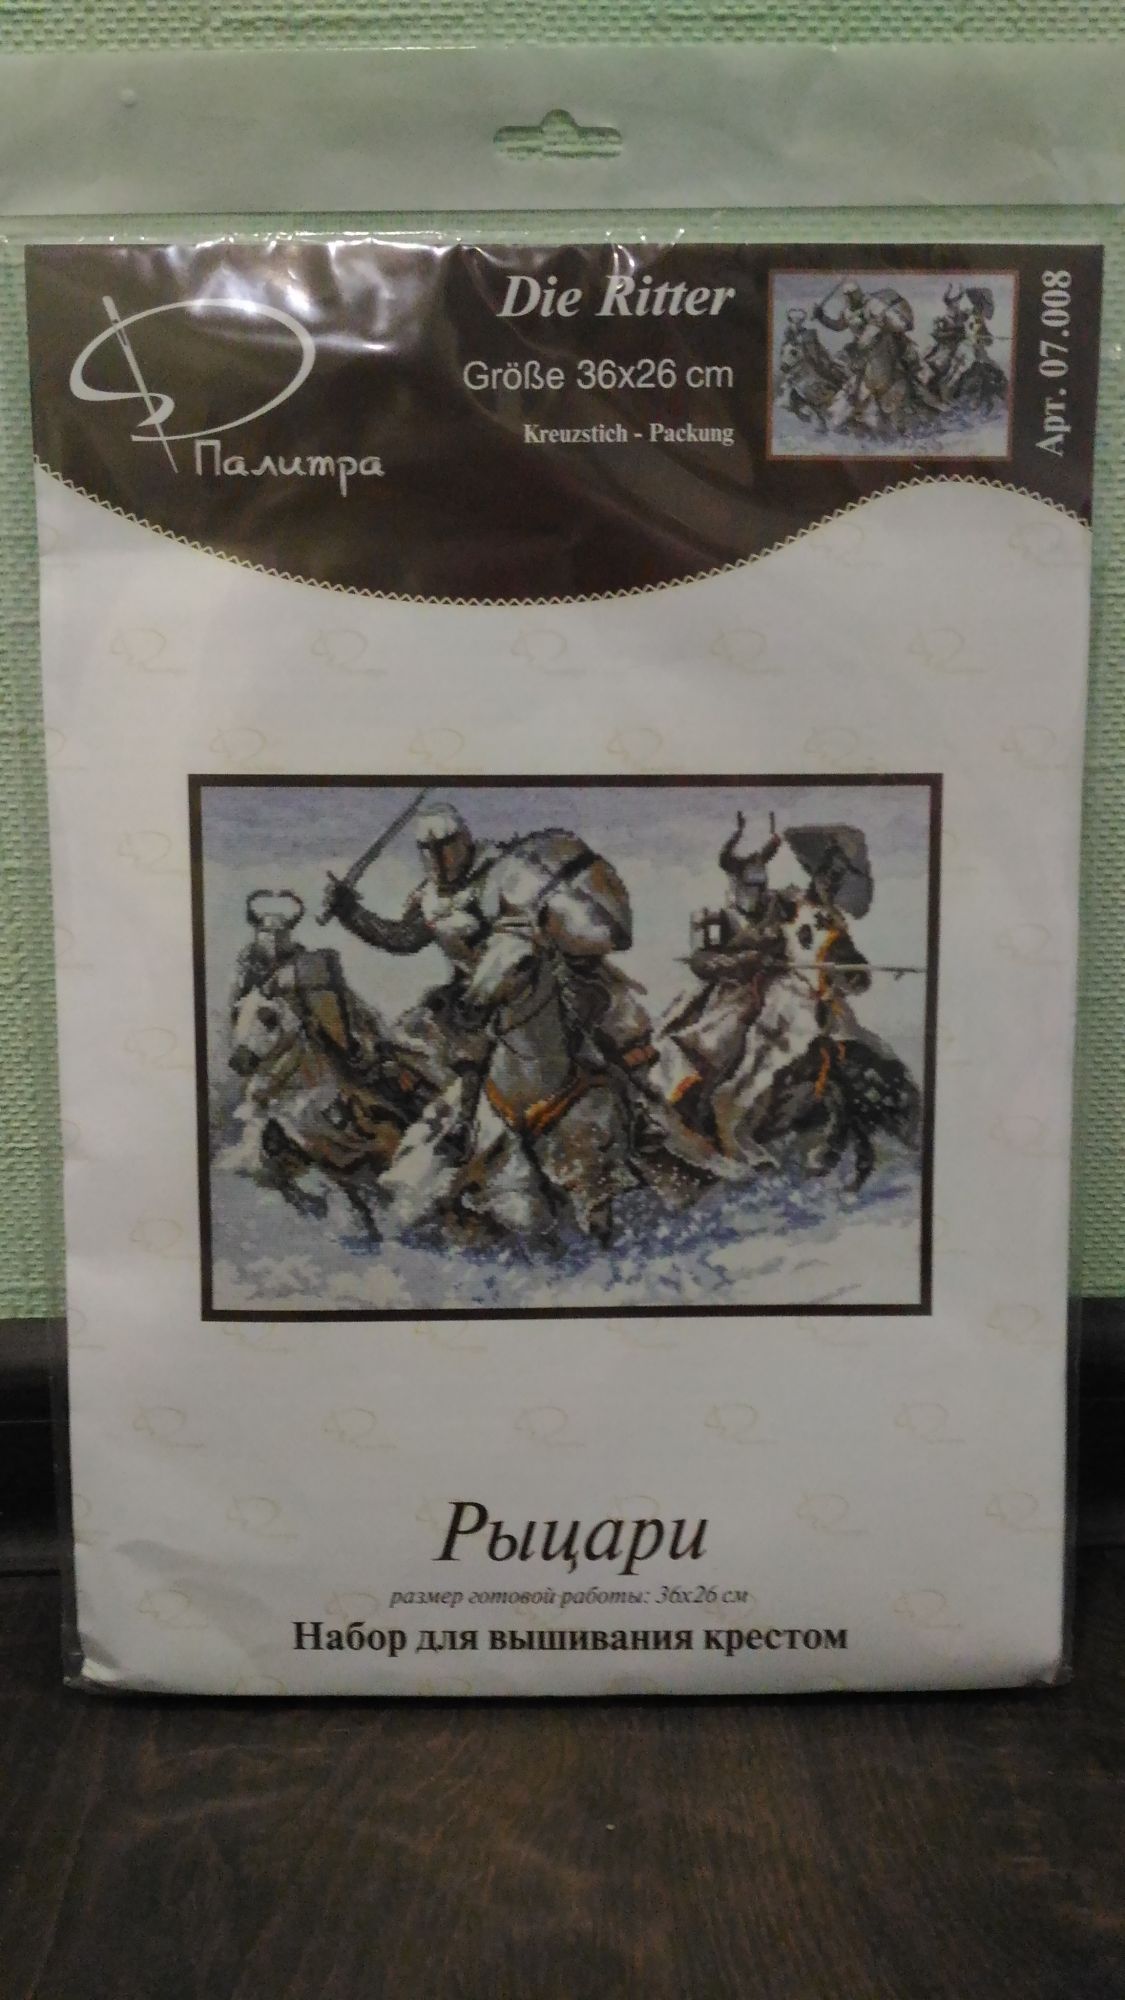 Палитра
Die Ritter
Größe 36x26 cm
Kreuzstich - Packung
Арт. 07.008
Рыцари
размер готовой работы: 36x26 см
Набор для вышивания крестом